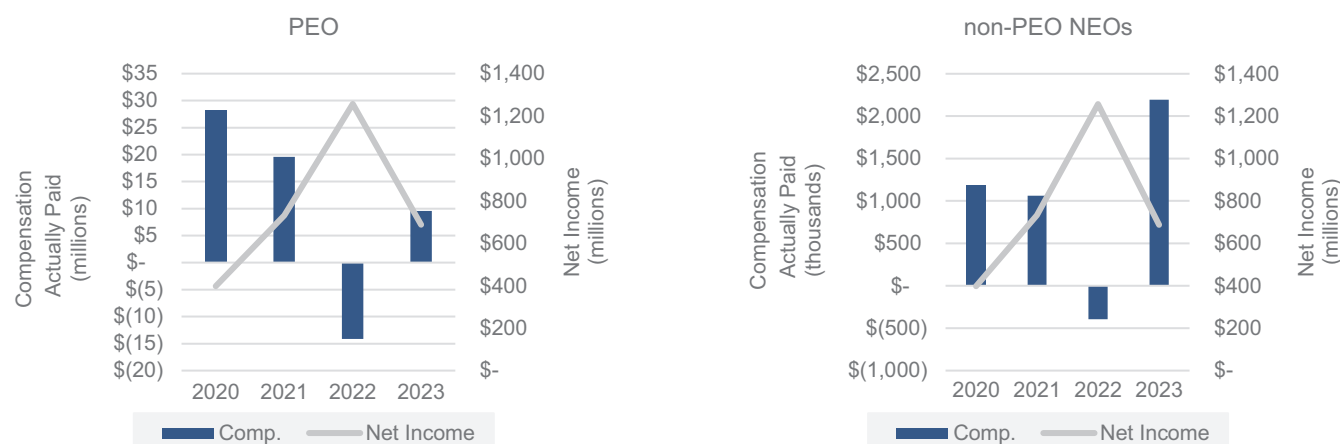 PEO
$35
$30
$25
$20
$15
$10
$5
$-
$(5)
$(10)
$(15)
$(20)
Compensation
Actually Paid
(millions)
$1,400
$1,200
$1,000
$800
$600
$400
$200
$-
Net Income
(millions)
2020 2021 2022 2023
Comp. Net Income
non-PEO NEOs
$2,500
$2,000
$1,500
$1,000
$500
$-
$(500)
$(1,000)
Compensation
Actually Paid
(thousands)
$1,400
$1,200
$1,000
$800
$600
$400
$200
$-
Net Income
(millions)
2020 2021 2022 2023
Comp. Net Income